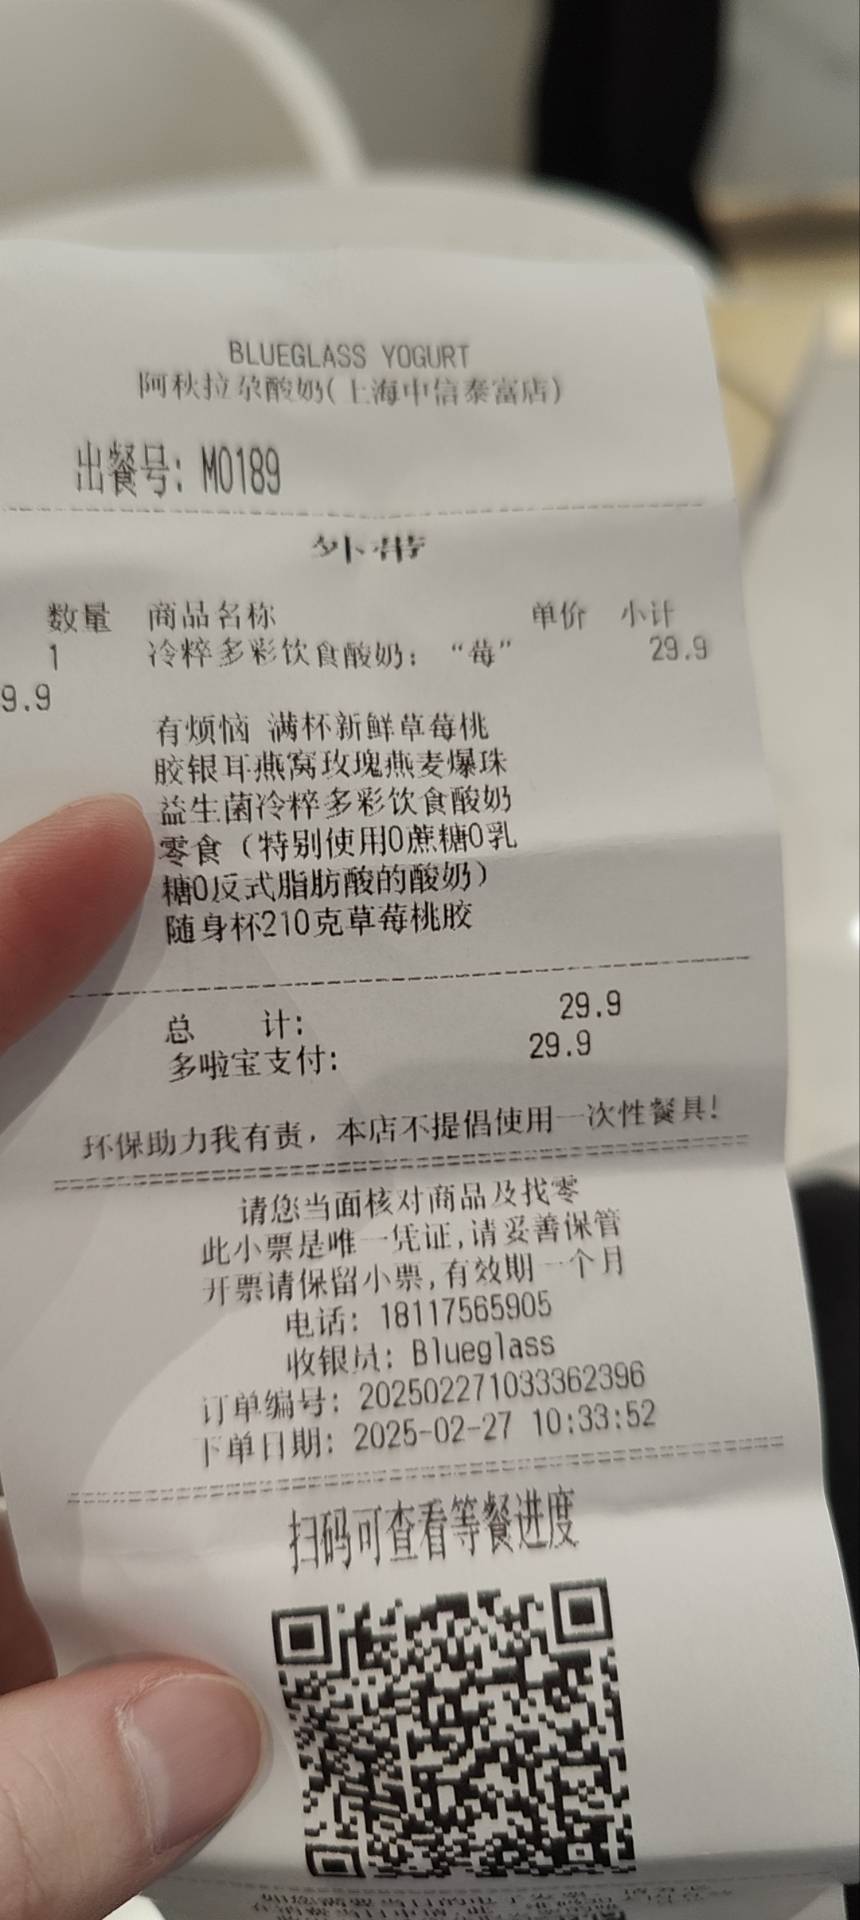 BLUEGLASS YOGURT
阿秋拉尕酸奶(上海中信泰富店)
出餐号: M0189
外带
数量 商品名称 单价 小计
1 冷粹多彩饮食酸奶: “莓” 29.9
9.9
有烦恼 满杯新鲜草莓桃
胶银耳燕窝玫瑰燕麦爆珠
益生菌冷粹多彩饮食酸奶
零食（特别使用0蔗糖0乳
糖0反式脂肪酸的酸奶）
随身杯210克草莓桃胶
总 计: 29.9
多啦宝支付: 29.9
环保助力我有责，本店不提倡使用一次性餐具!
请您当面核对商品及找零
此小票是唯一凭证,请妥善保管
开票请保留小票,有效期一个月
电话: 18117565905
收银员: Blueglass
订单编号: 202502271033362396
下单日期: 2025-02-27 10:33:52
扫码可查看等餐进度